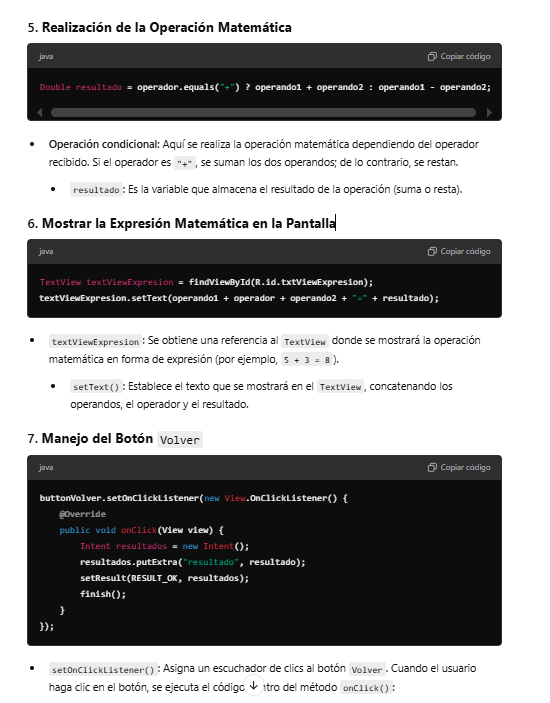 5. Realización de la Operación Matemática
java
Copiar código
Double resultado = operador.equals("+") ? operando1 + operando2 : operando1 - operando2;
• Operación condicional: Aquí se realiza la operación matemática dependiendo del operador
recibido. Si el operador es "+", se suman los dos operandos; de lo contrario, se restan.
• resultado: Es la variable que almacena el resultado de la operación (suma o resta).
6. Mostrar la Expresión Matemática en la Pantalla
java
Copiar código
TextView textViewExpresion = findViewById(R.id.txtViewExpresion);
textViewExpresion.setText(operando1 + operador + operando2 + "=" + resultado);
• textViewExpresion: Se obtiene una referencia al TextView donde se mostrará la operación
matemática en forma de expresión (por ejemplo, 5 + 3 = 8).
• setText(): Establece el texto que se mostrará en el TextView, concatenando los
operandos, el operador y el resultado.
7. Manejo del Botón Volver
java
Copiar código
buttonVolver.setOnClickListener(new View.OnClickListener() {
@Override
public void onClick(View view) {
Intent resultados = new Intent();
resultados.putExtra("resultado", resultado);
setResult(RESULT_OK, resultados);
finish();
}
});
• setOnClickListener(): Asigna un escuchador de clics al botón Volver. Cuando el usuario
haga clic en el botón, se ejecuta el código ntro del método onClick():